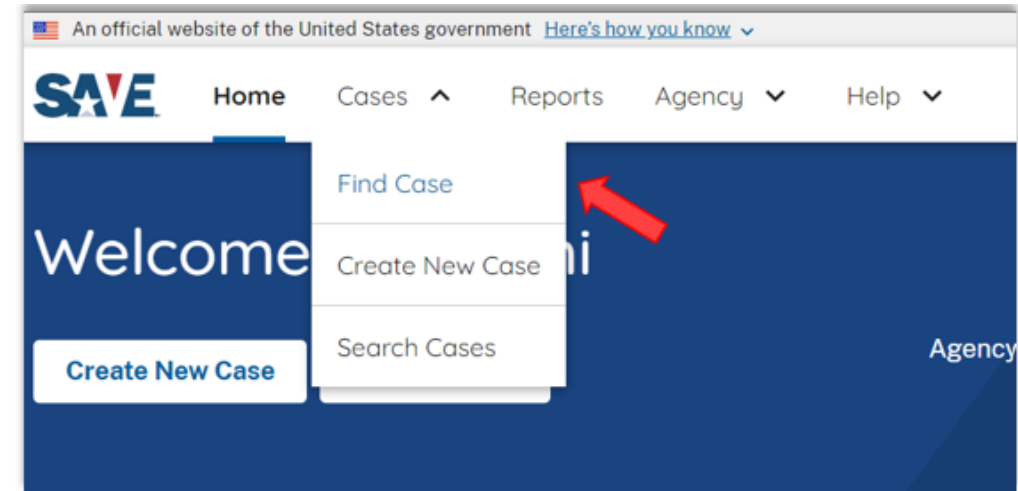 An official website of the United States government Here's how you know
SAVE Home Cases Reports Agency Help
Find Case
Welcome
Create New Case
Search Cases
Create New Case
Agency